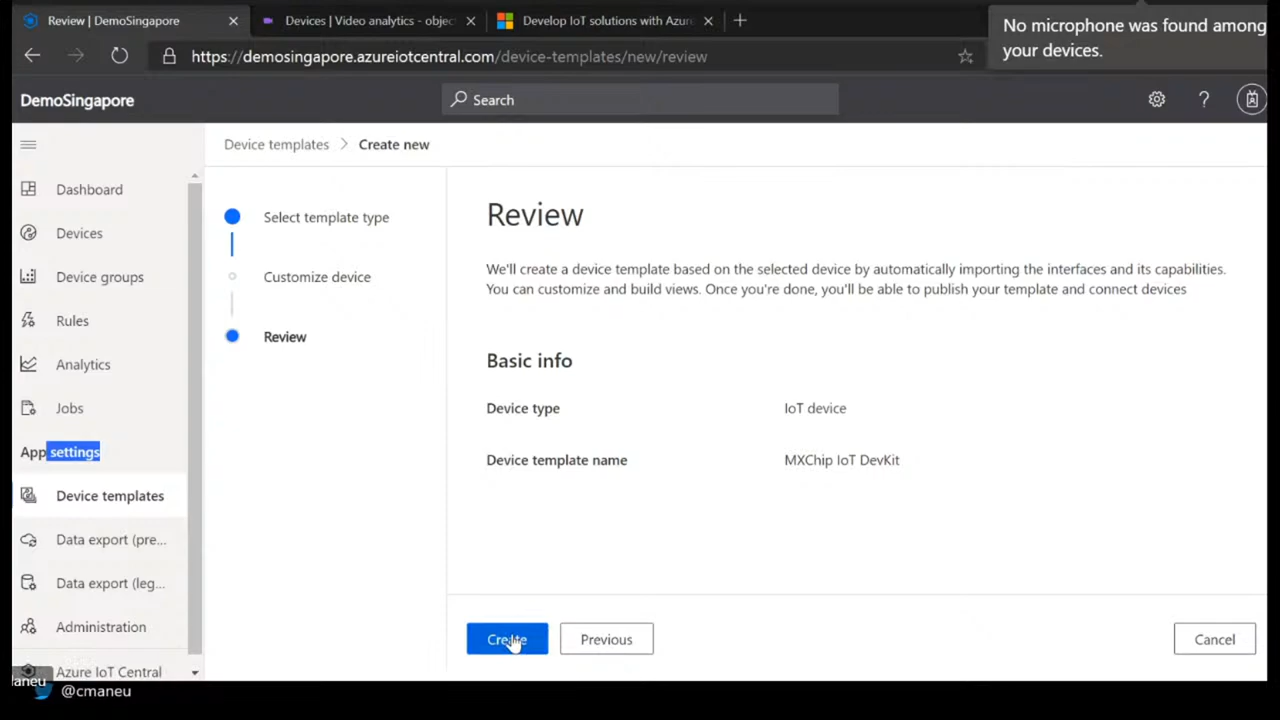 Review | DemoSingapore
Devices | Video analytics - objec
Develop IoT solutions with Azur
No microphone was found among
your devices.
https://demosingapore.azureiotcentral.com/device-templates/new/review
DemoSingapore
Search
Device templates
Create new
Dashboard
Devices
Device groups
Rules
Analytics
Jobs
App settings
Device templates
Data export (pre...
Data export (leg...
Administration
Azure IoT Central
Select template type
Customize device
Review
Review
We'll create a device template based on the selected device by automatically importing the interfaces and its capabilities.
You can customize and build views. Once you're done, you'll be able to publish your template and connect devices
Basic info
Device type
IoT device
Device template name
MXChip IoT DevKit
Create
Previous
Cancel
aneu
@cmaneu